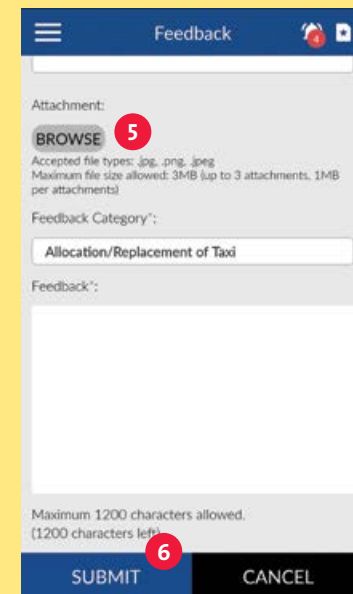 Feedback
4
Attachment:
BROWSE 5
Accepted file types: .jpg, .png, .jpeg
Maximum file size allowed: 3MB (up to 3 attachments, 1MB
per attachments)
Feedback Category*:
Allocation/Replacement of Taxi
Feedback*:
Maximum 1200 characters allowed.
(1200 characters left)
6
SUBMIT CANCEL